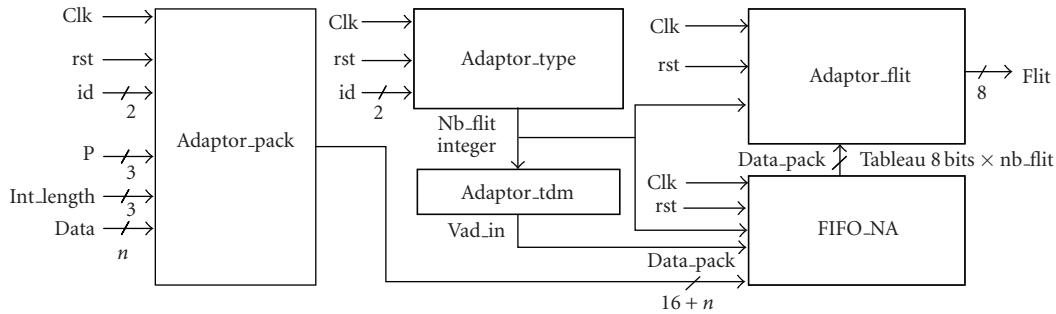 Clk
rst
id
2
P
3
Int_length
3
Data
n
Adaptor_pack
Clk
rst
id
2
Adaptor_type
Nb_flit
integer
Adaptor_tdm
Vad_in
Data_pack
16 + n
Clk
rst
Adaptor_flit
8
Flit
Data_pack
Tableau 8 bits × nb_flit
Clk
rst
FIFO_NA